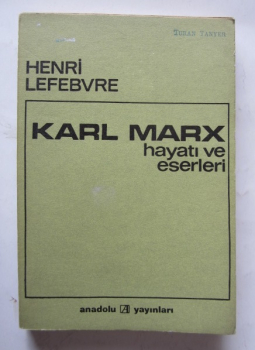 HENRİ
LEFEBVRE
KARL MARX
hayatı ve
eserleri
anadolu A yayınları